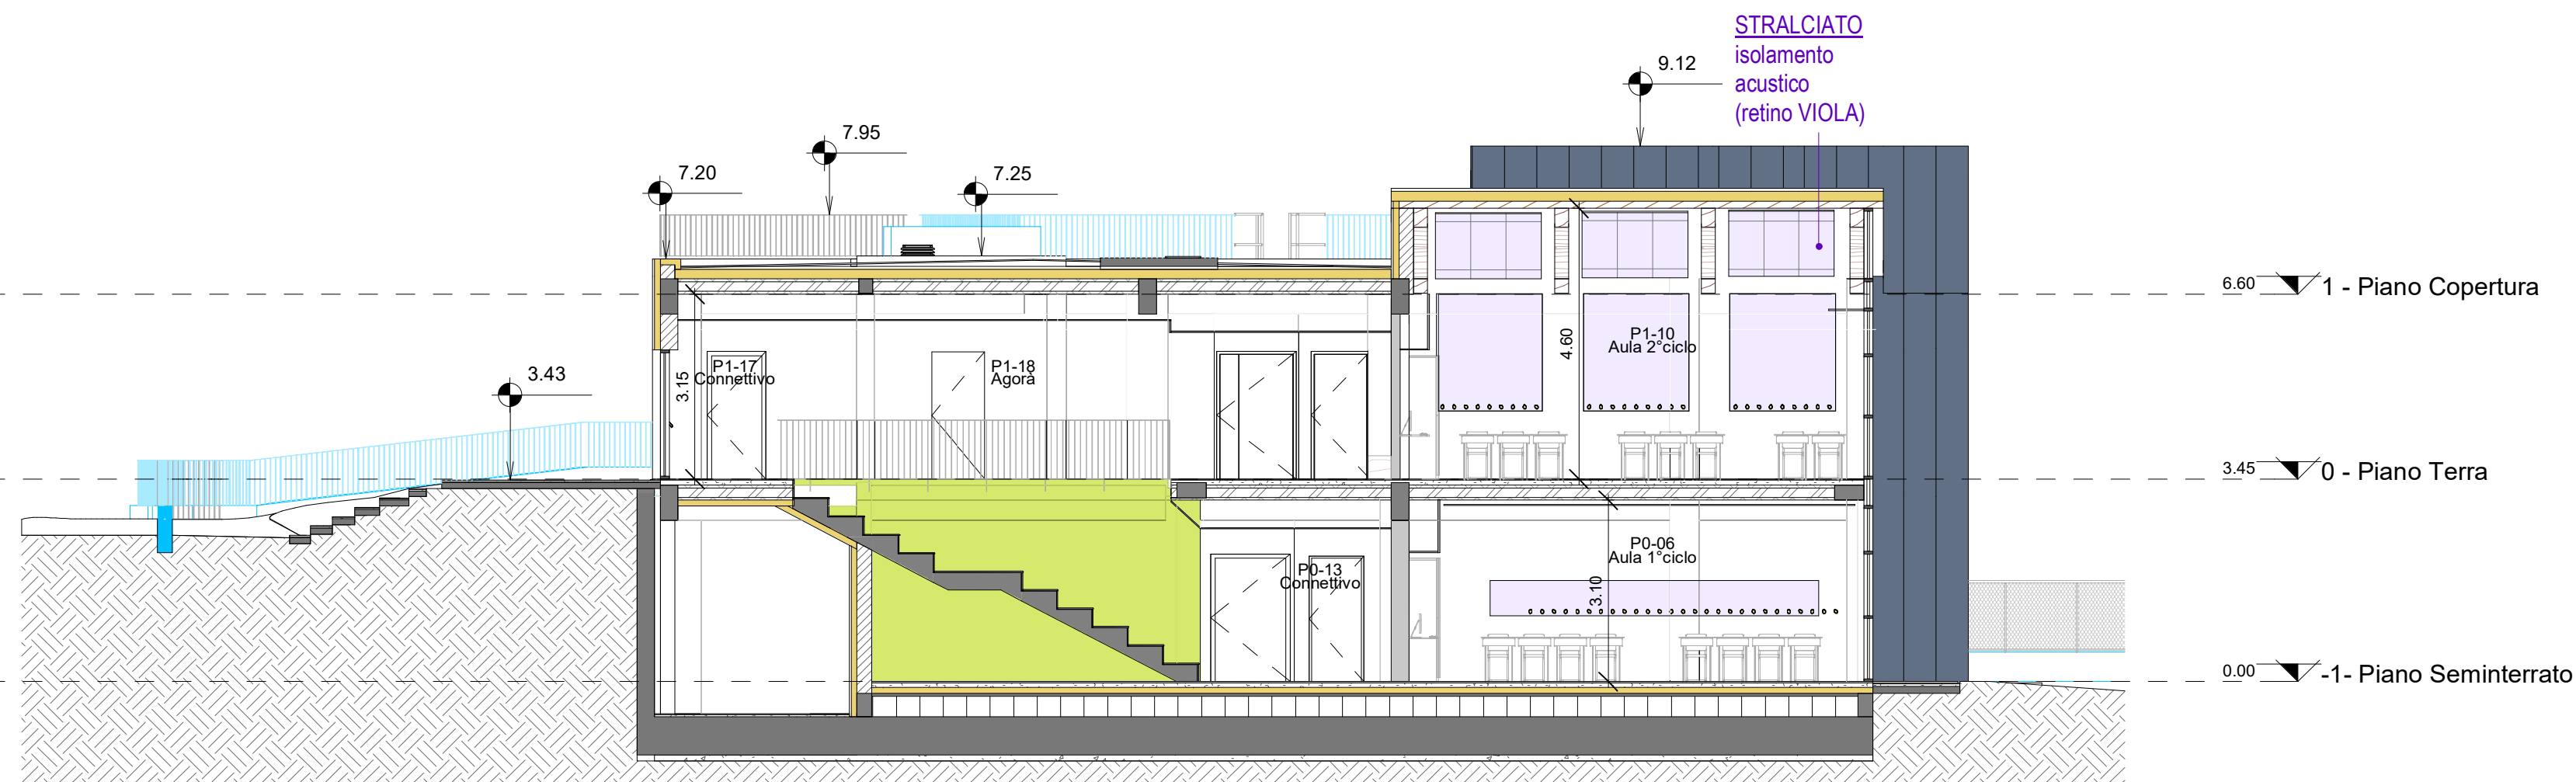 STRALCIATO
isolamento
acustico
(retino VIOLA)
9.12
7.95
7.20
7.25
6.60
1 - Piano Copertura
P1-10
Aula 2°ciclo
4.60
P1-17
Connettivo
P1-18
Agorà
3.15
3.43
3.45
0 - Piano Terra
P0-06
Aula 1°ciclo
P0-13
Connettivo
3.10
0.00
-1- Piano Seminterrato